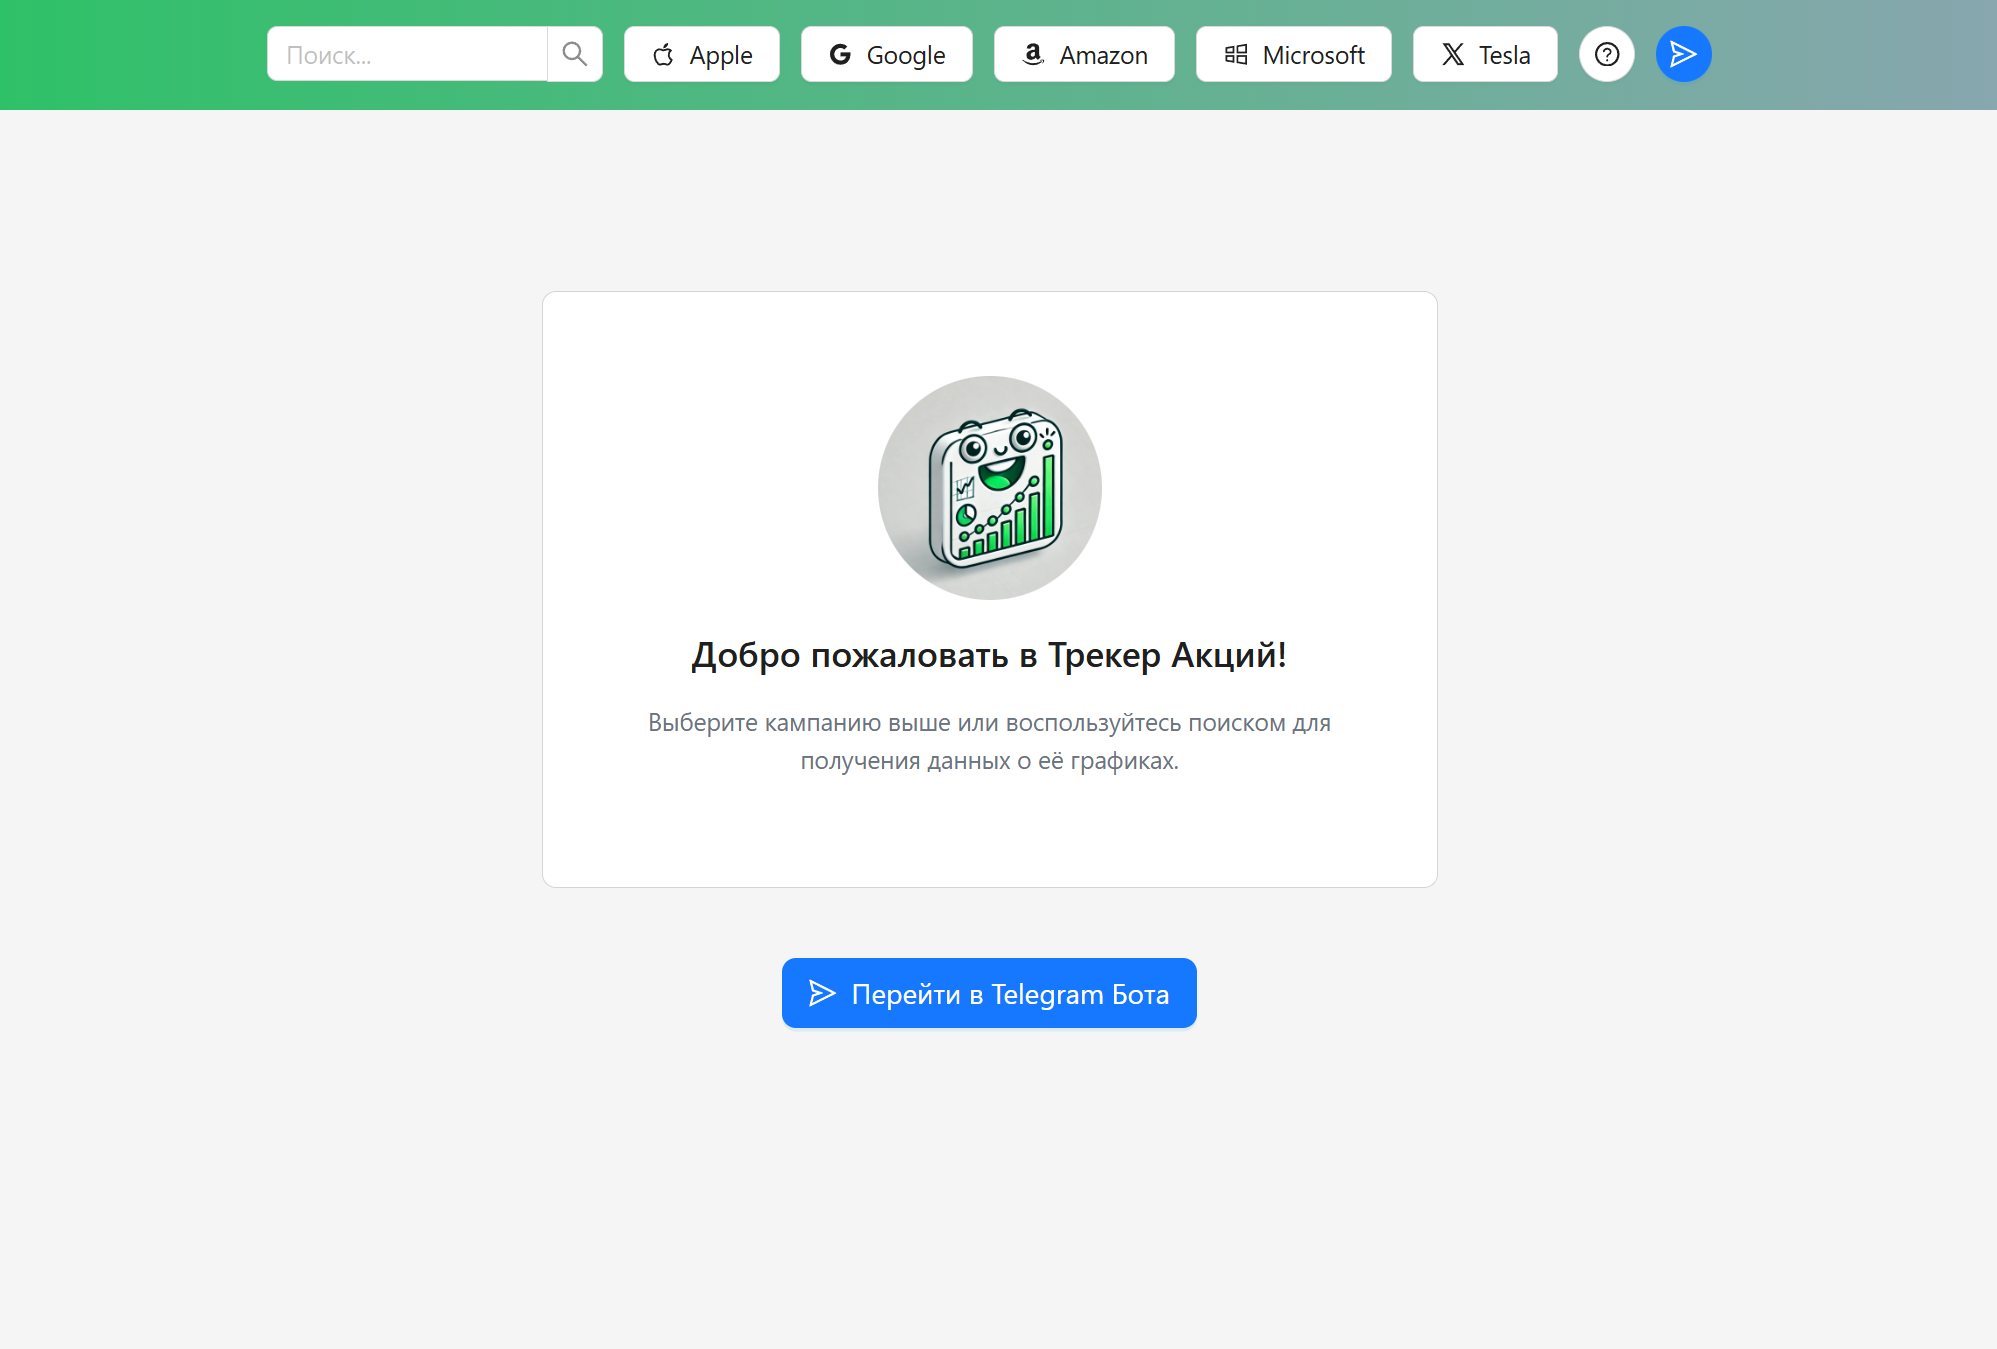 Поиск...
Apple
Google
Amazon
Microsoft
Tesla
Добро пожаловать в Трекер Акций!
Выберите кампанию выше или воспользуйтесь поиском для
получения данных о её графиках.
Перейти в Telegram Бота